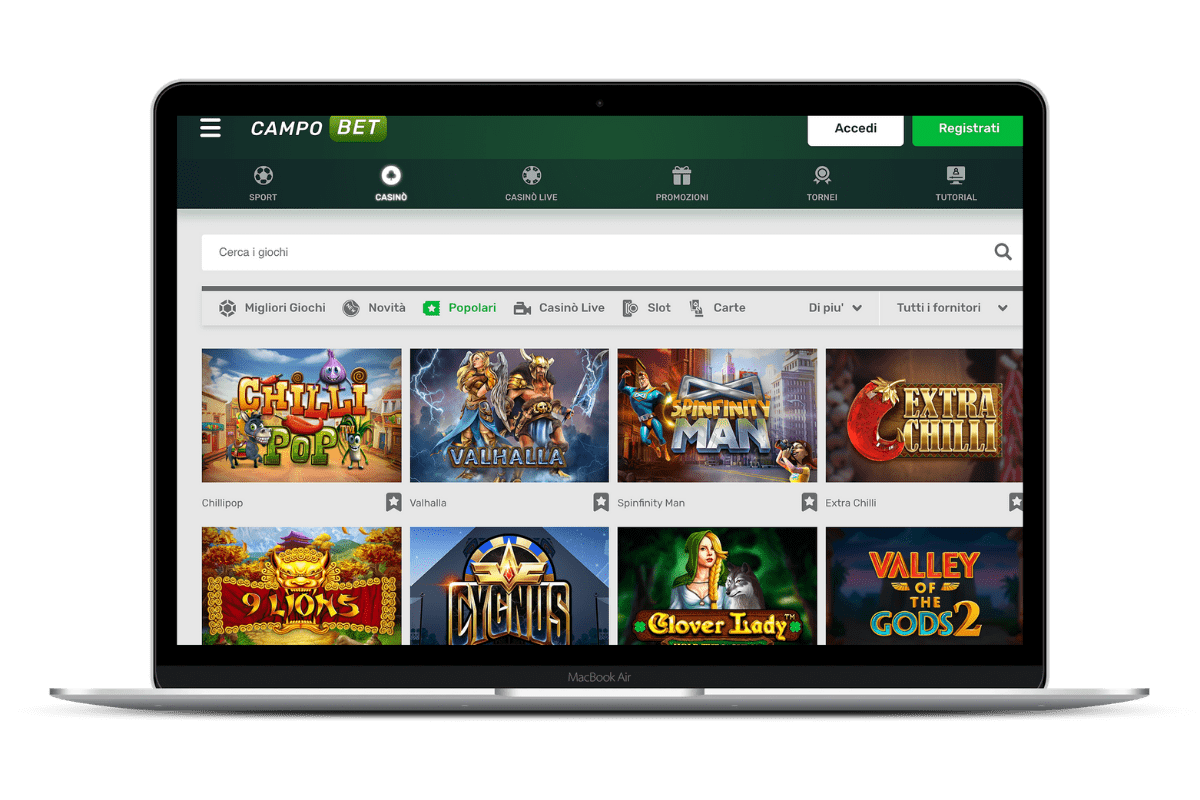 CAMPO BET
Accedi
Registrati
SPORT
CASINÒ
CASINÒ LIVE
PROMOZIONI
TORNEI
TUTORIAL
Cerca i giochi
Migliori Giochi
Novità
Popolari
Casinò Live
Slot
Carte
Di piu'
Tutti i fornitori
CHILLI
POP
VALHALLA
SPINFINITY
MAN
EXTRA
CHILLI
Chillipop
Valhalla
Spinfinity Man
Extra Chilli
9 LIONS
CYGNUS
Clover Lady™
VALLEY
OF
THE
GODS 2
MacBook Air